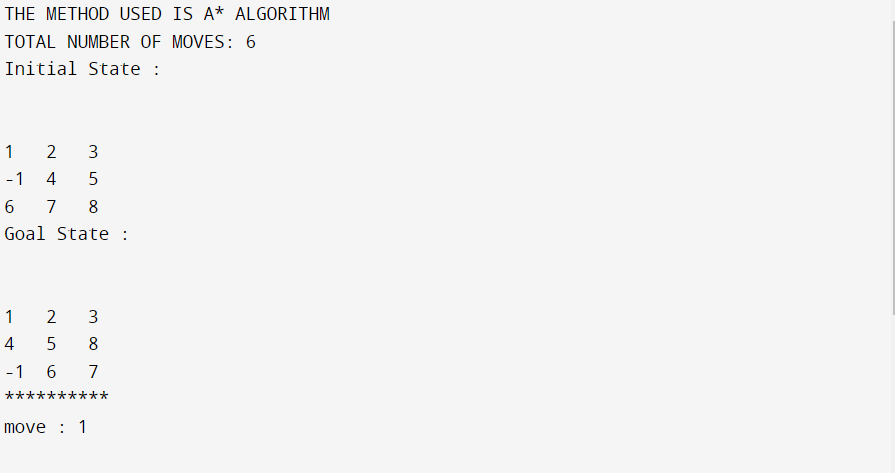 THE METHOD USED IS A* ALGORITHM
TOTAL NUMBER OF MOVES: 6
Initial State :
1 2 3
-1 4 5
6 7 8
Goal State :
1 2 3
4 5 8
-1 6 7
**********
move : 1